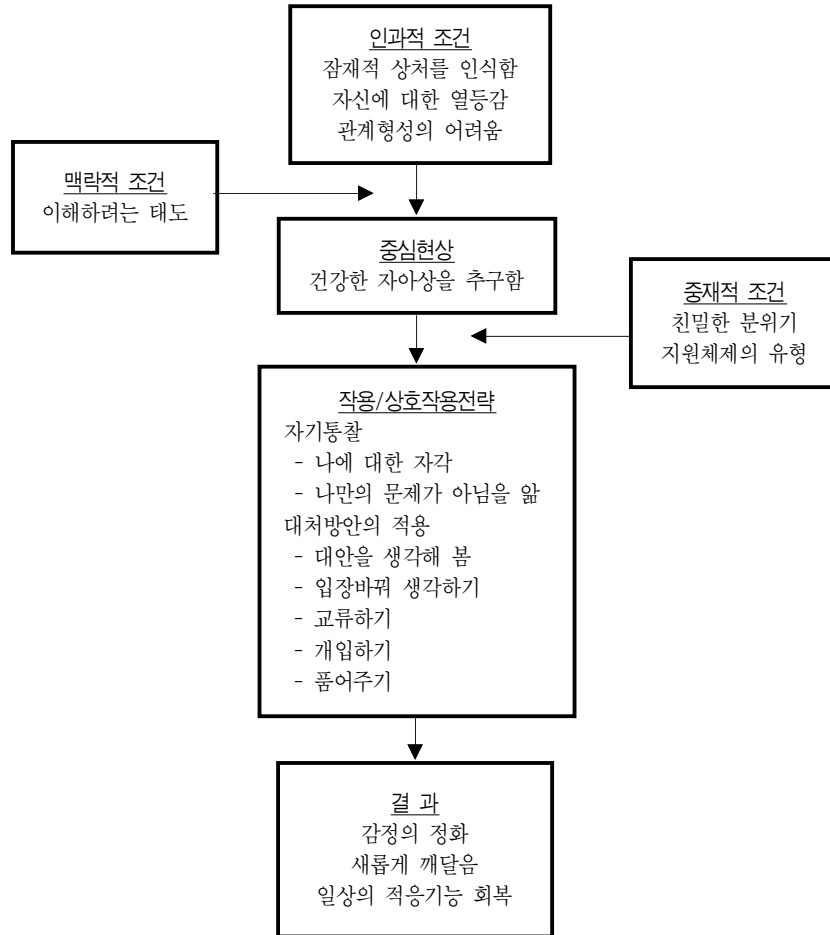 인과적 조건
잠재적 상처를 인식함
자신에 대한 열등감
관계형성의 어려움
맥락적 조건
이해하려는 태도
중심현상
건강한 자아상을 추구함
중재적 조건
친밀한 분위기
지원체제의 유형
작용/상호작용전략
자기통찰
- 나에 대한 자각
- 나만의 문제가 아님을 앎
대처방안의 적용
- 대안을 생각해 봄
- 입장바꿔 생각하기
- 교류하기
- 개입하기
- 품어주기
결 과
감정의 정화
새롭게 깨달음
일상의 적응기능 회복